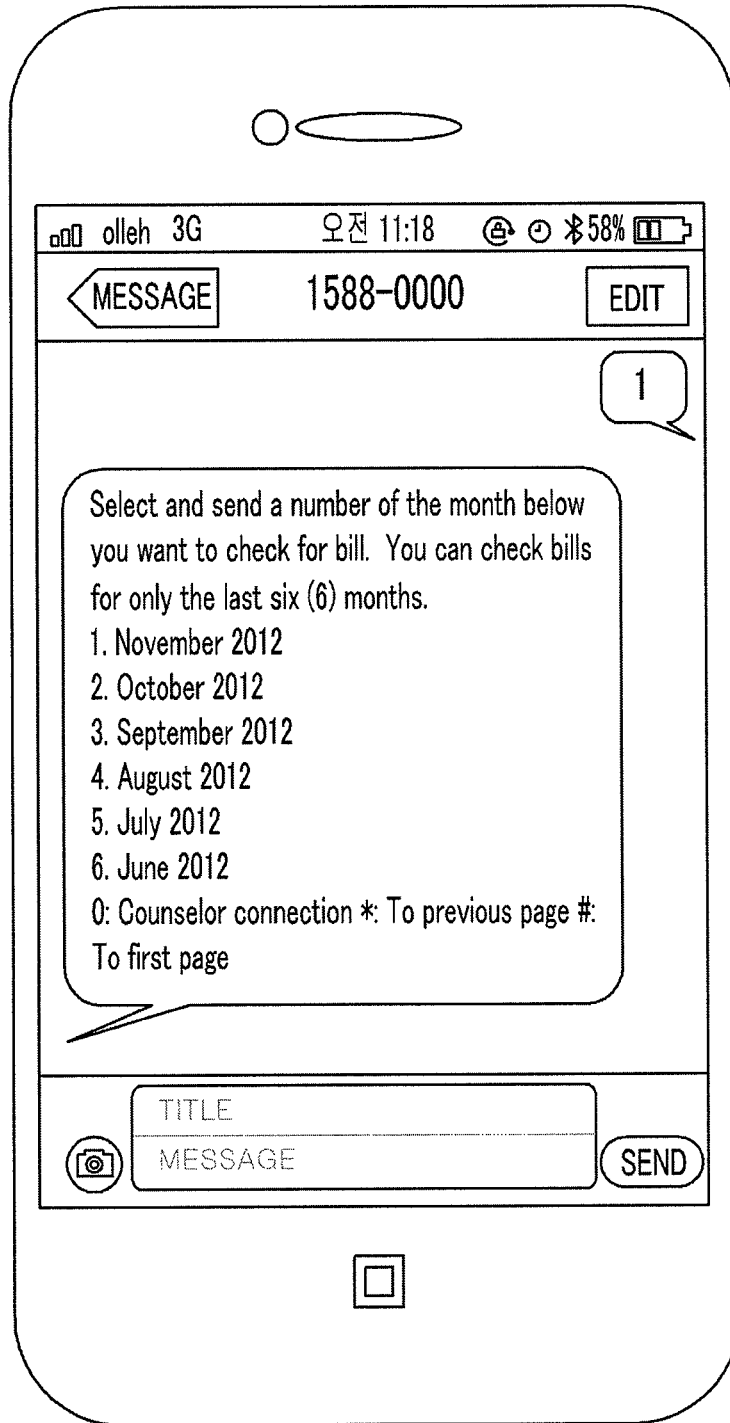 olleh 3G 오전 11:18 58%
MESSAGE 1588-0000 EDIT
1
Select and send a number of the month below
you want to check for bill. You can check bills
for only the last six (6) months.
1. November 2012
2. October 2012
3. September 2012
4. August 2012
5. July 2012
6. June 2012
0: Counselor connection *: To previous page #:
To first page
TITLE
MESSAGE
SEND